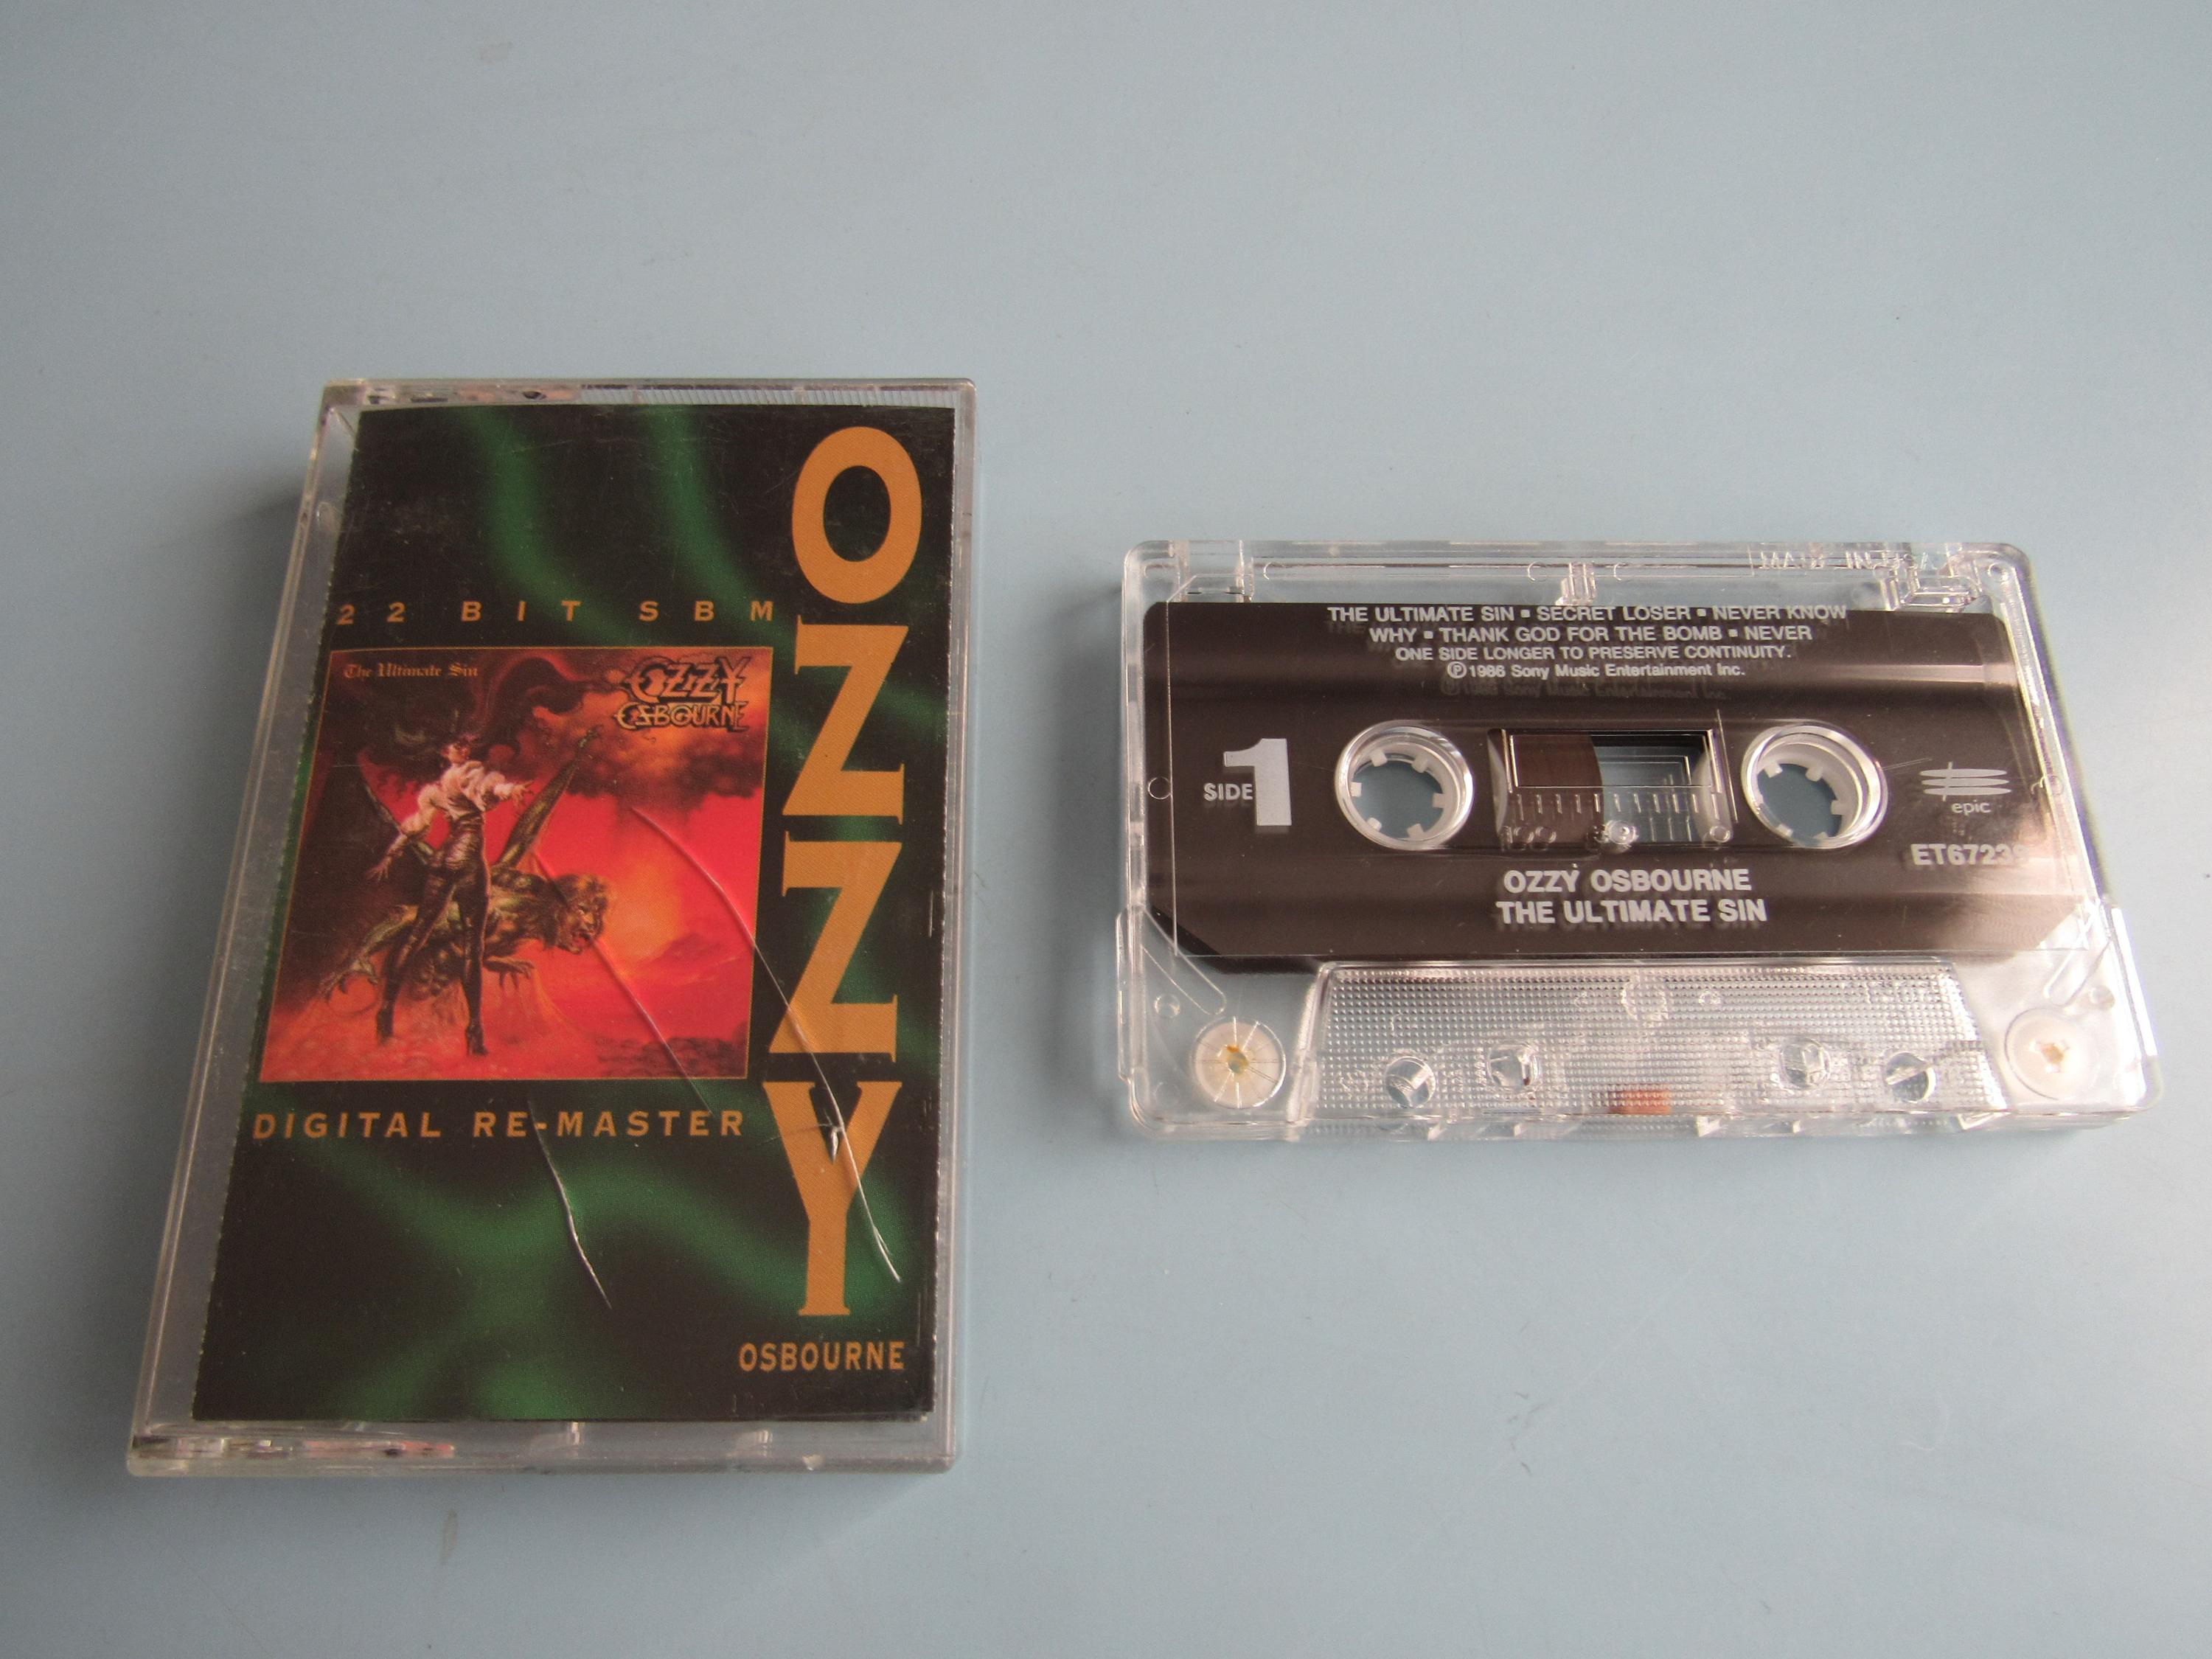 OZZY
22 BIT SBM
The Ultimate Sin
OZZY
OSBOURNE
DIGITAL RE-MASTER
OSBOURNE
MADE IN
THE ULTIMATE SIN ▪ SECRET LOSER ▪ NEVER KNOW
WHY ▪ THANK GOD FOR THE BOMB ▪ NEVER
ONE SIDE LONGER TO PRESERVE CONTINUITY.
℗ 1986 Sony Music Entertainment Inc.
SIDE 1
epic
OZZY OSBOURNE
THE ULTIMATE SIN